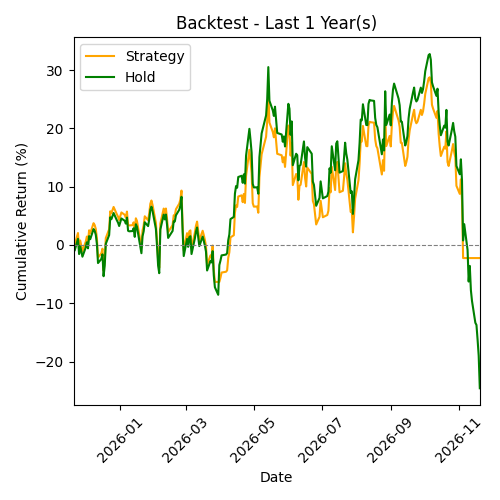 Backtest - Last 1 Year(s)
Strategy
Hold
Cumulative Return (%)
30
20
10
0
−10
−20
2026-01
2026-03
2026-05
2026-07
2026-09
2026-11
Date